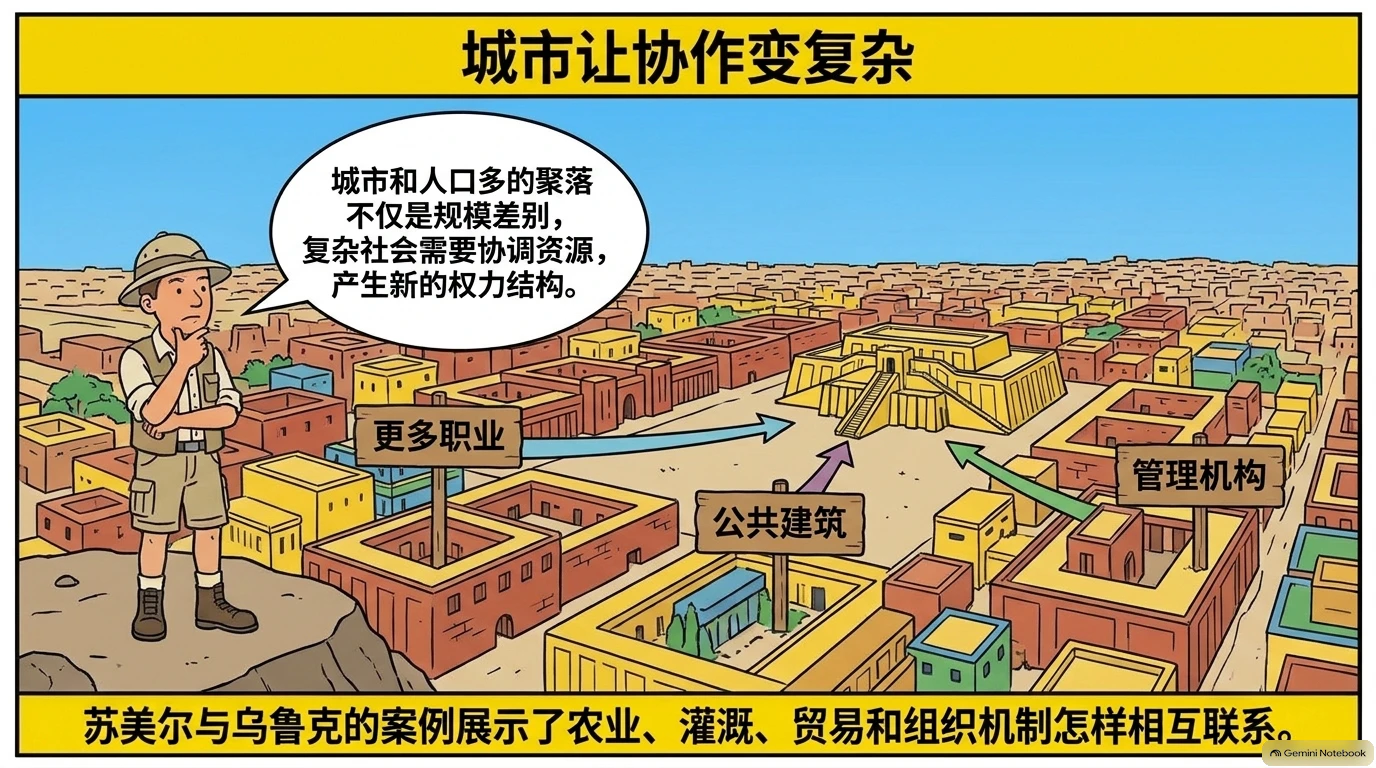 城市让协作变复杂
城市和人口多的聚落
不仅是规模差别，
复杂社会需要协调资源，
产生新的权力结构。
更多职业
公共建筑
管理机构
苏美尔与乌鲁克的案例展示了农业、灌溉、贸易和组织机制怎样相互联系。
Gemini Notebook